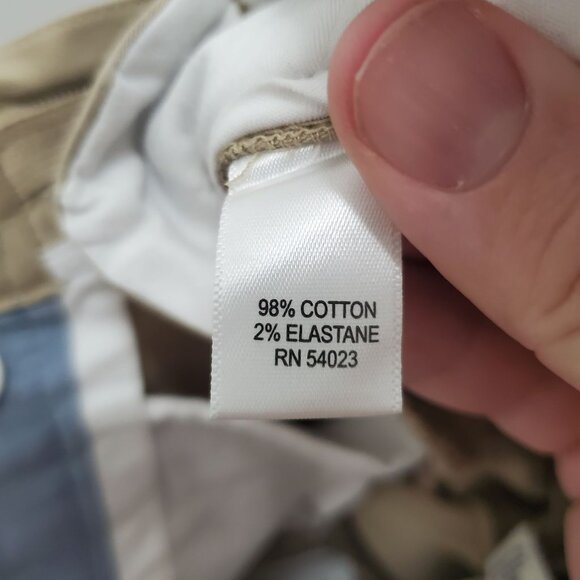 98% COTTON
2% ELASTANE
RN 54023